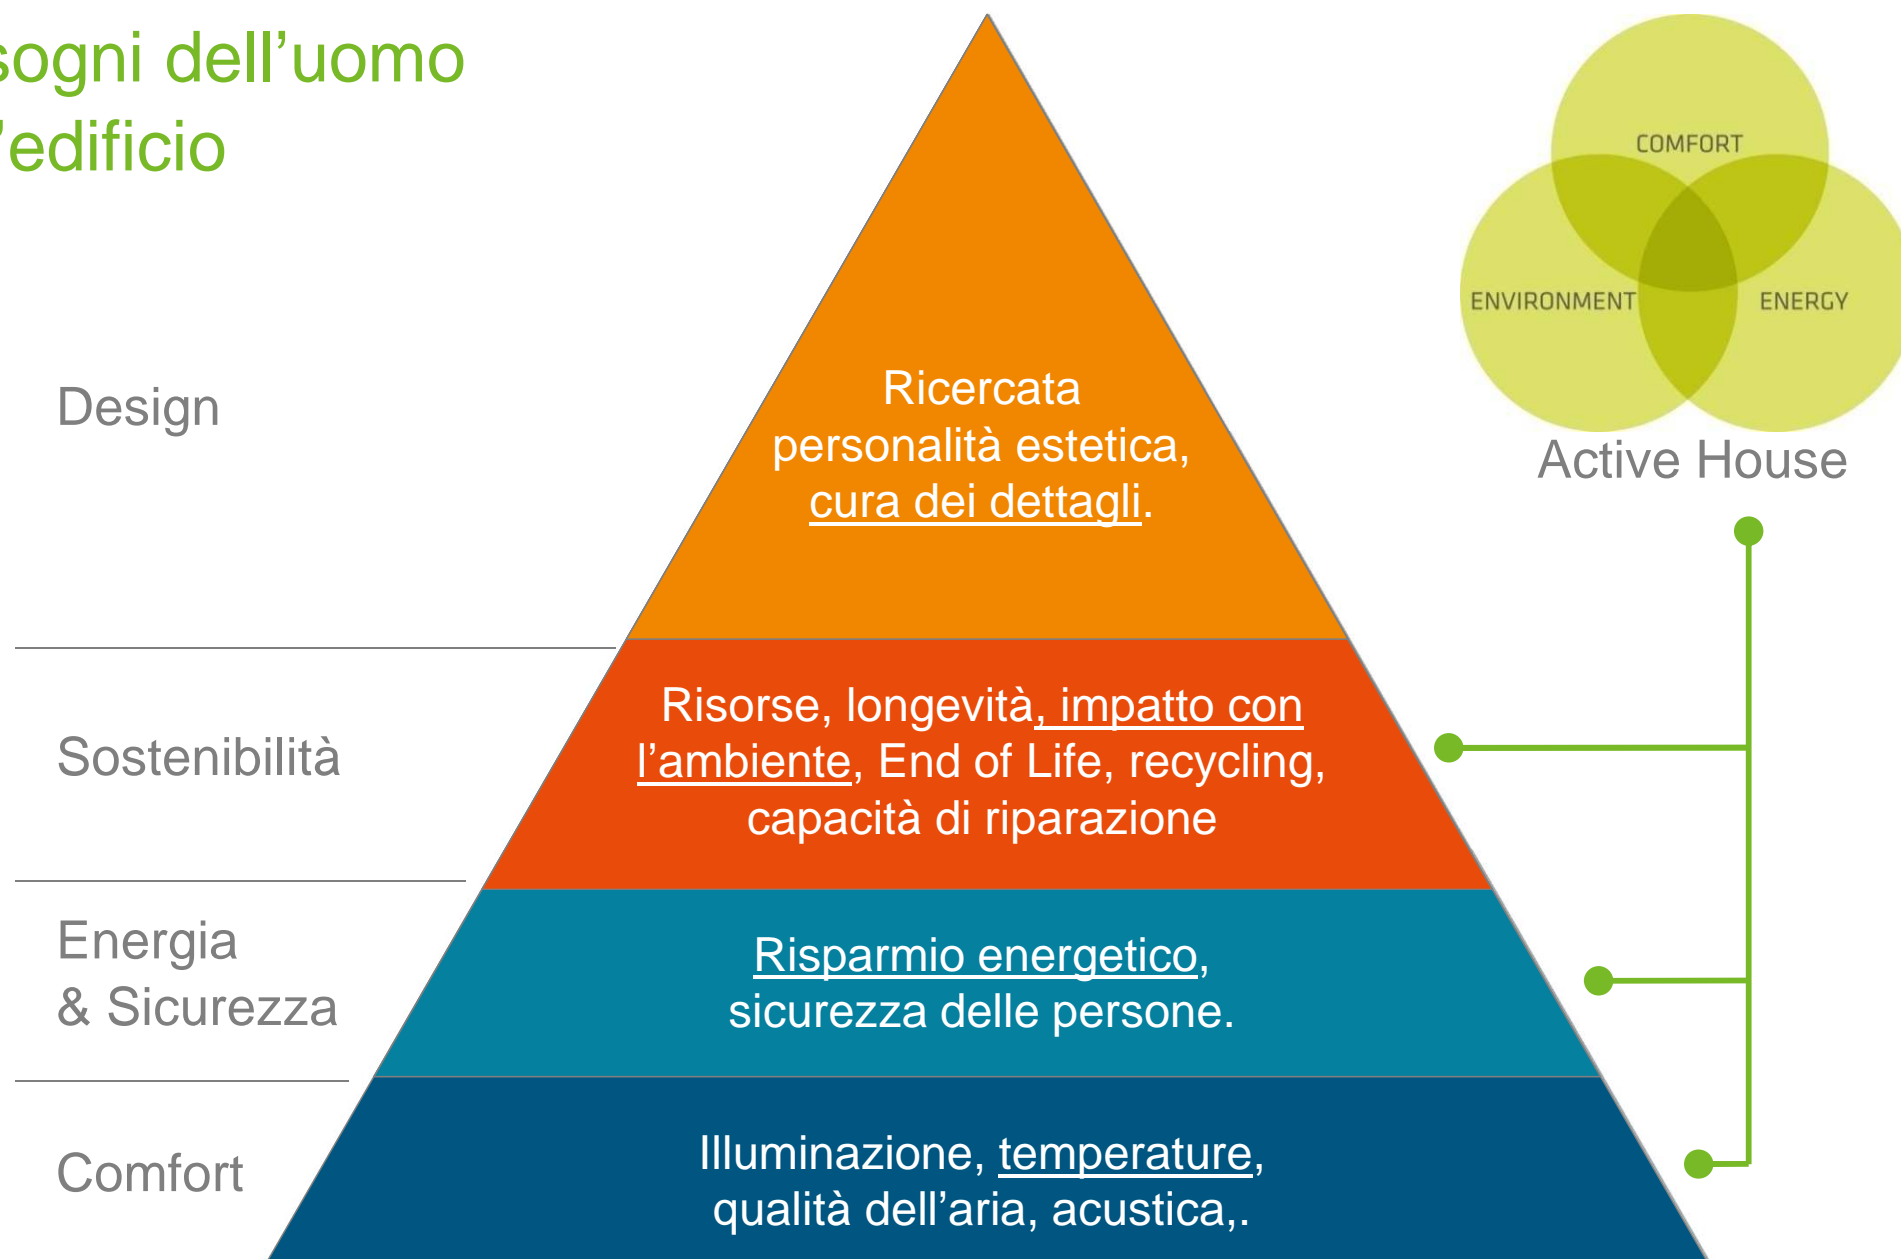 sogni dell’uomo
l’edificio
COMFORT
ENVIRONMENT
ENERGY
Active House
Design
Ricercata
personalità estetica,
cura dei dettagli.
Sostenibilità
Risorse, longevità, impatto con
l’ambiente, End of Life, recycling,
capacità di riparazione
Energia
& Sicurezza
Risparmio energetico,
sicurezza delle persone.
Comfort
Illuminazione, temperature,
qualità dell’aria, acustica,.